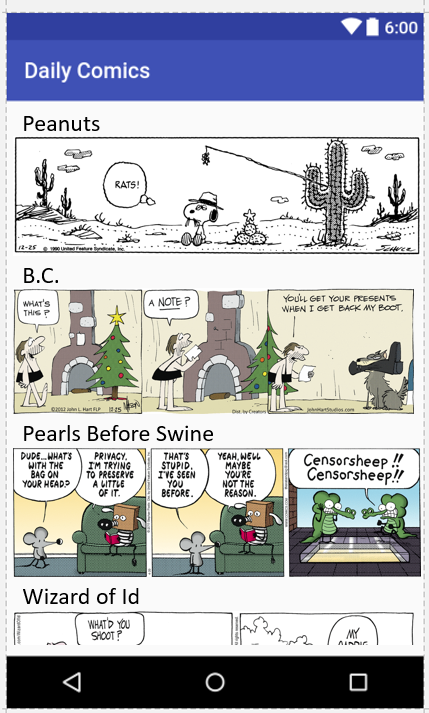 6:00
Daily Comics
Peanuts
RATS!
12-25
© 1990 United Feature Syndicate, Inc.
SCHULZ
B.C.
WHAT'S
THIS?
A NOTE?
YOU'LL GET YOUR PRESENTS
WHEN I GET BACK MY BOOT.
©2012 John L. Hart FLP
12.25
Dist. by Creators
JohnHartStudios.com
Pearls Before Swine
DUDE...WHAT'S
WITH THE
BAG ON
YOUR HEAD?
PRIVACY.
I'M TRYING
TO PRESERVE
A LITTLE
OF IT.
THAT'S
STUPID.
I'VE SEEN
YOU
BEFORE.
YEAH, WELL
MAYBE
YOU'RE
NOT THE
REASON.
Censorsheep!!
Censorsheep!!
Wizard of Id
WHAT'D YOU
SHOOT?
MY